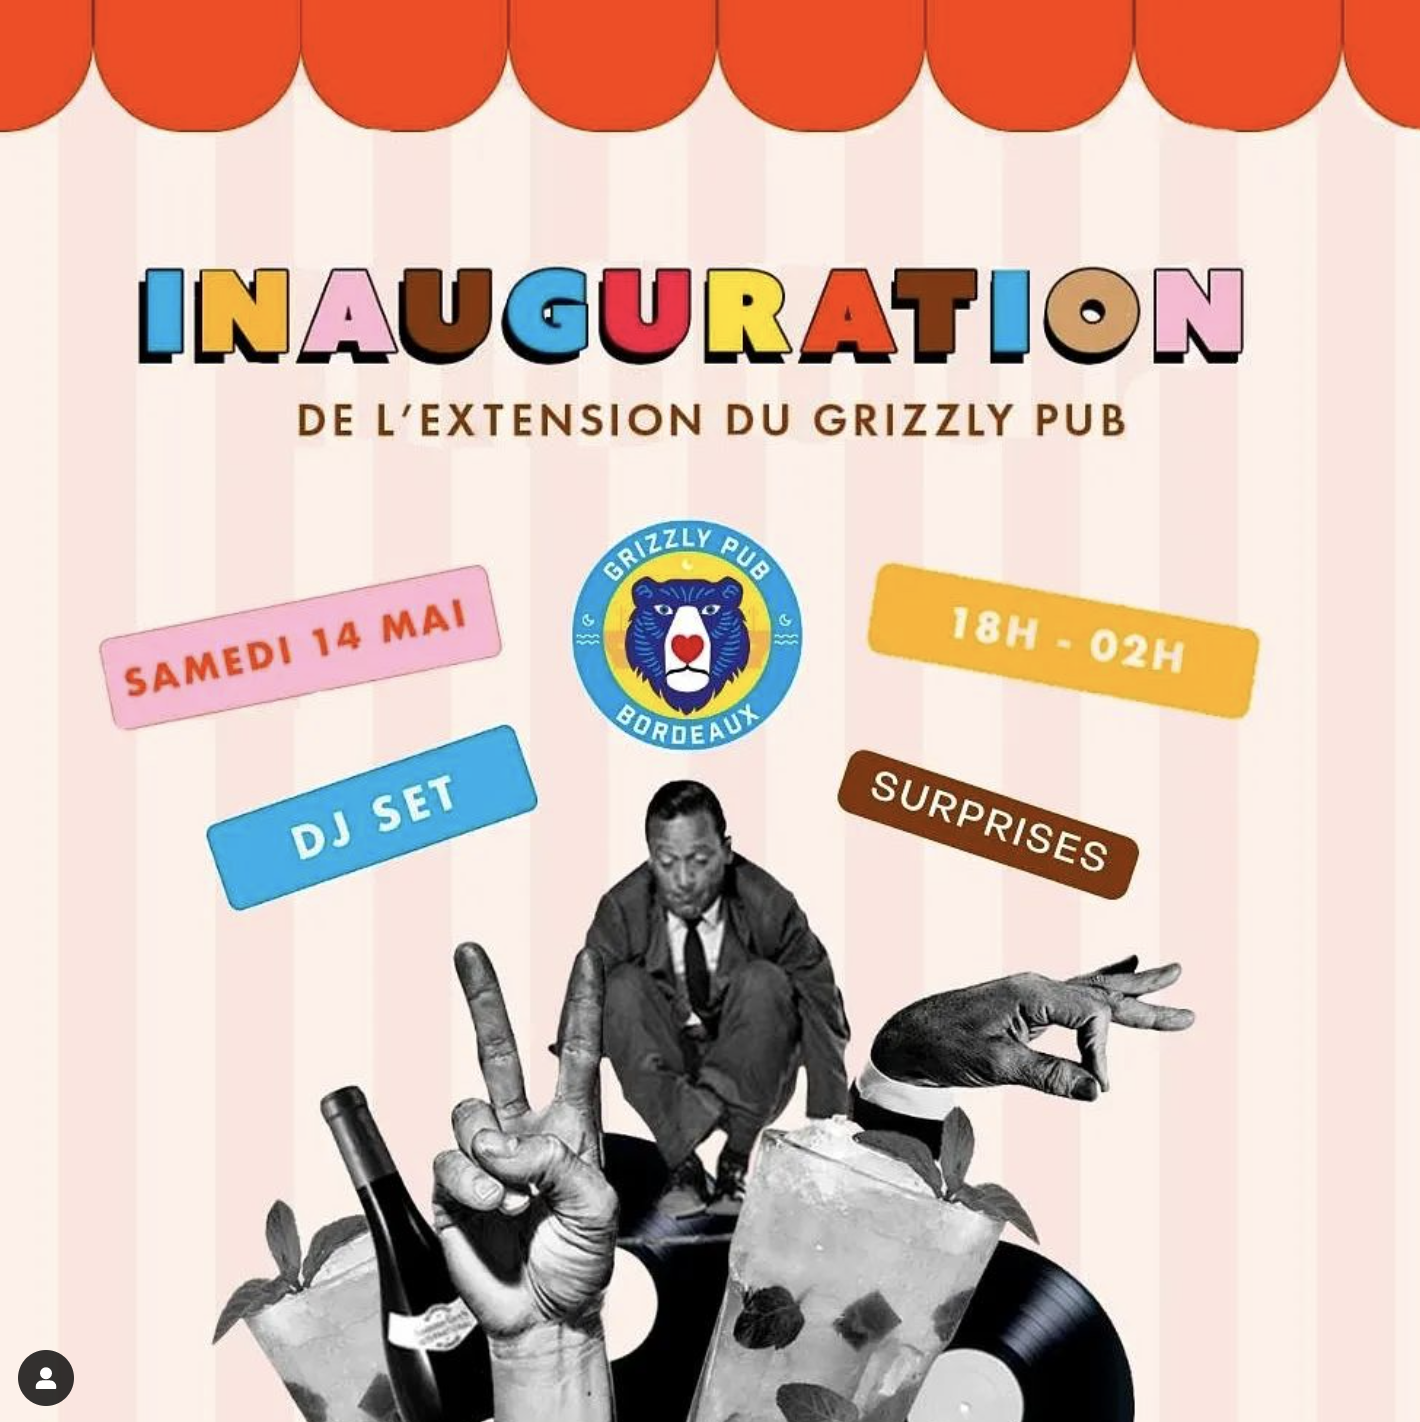 INAUGURATION
DE L'EXTENSION DU GRIZZLY PUB
GRIZZLY PUB
BORDEAUX
SAMEDI 14 MAI
18H - 02H
DJ SET
SURPRISES